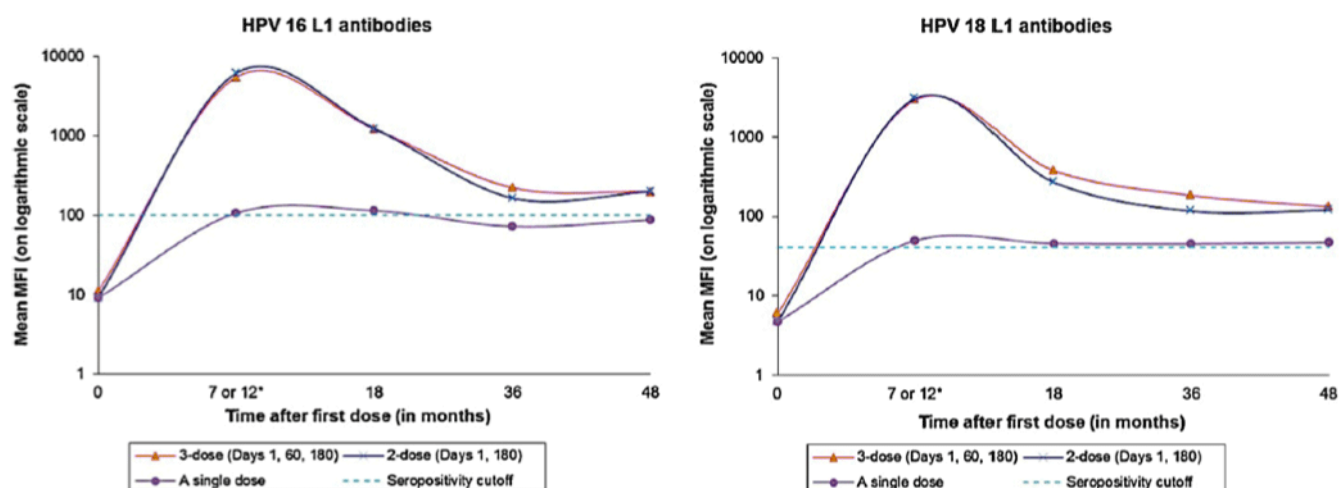 HPV 16 L1 antibodies
Mean MFI (on logarithmic scale)
10000
1000
100
10
1
0
7 or 12*
18
36
48
Time after first dose (in months)
3-dose (Days 1, 60, 180)
2-dose (Days 1, 180)
A single dose
Seropositivity cutoff
HPV 18 L1 antibodies
Mean MFI (on logarithmic scale)
10000
1000
100
10
1
0
7 or 12*
18
36
48
Time after first dose (in months)
3-dose (Days 1, 60, 180)
2-dose (Days 1, 180)
A single dose
Seropositivity cutoff